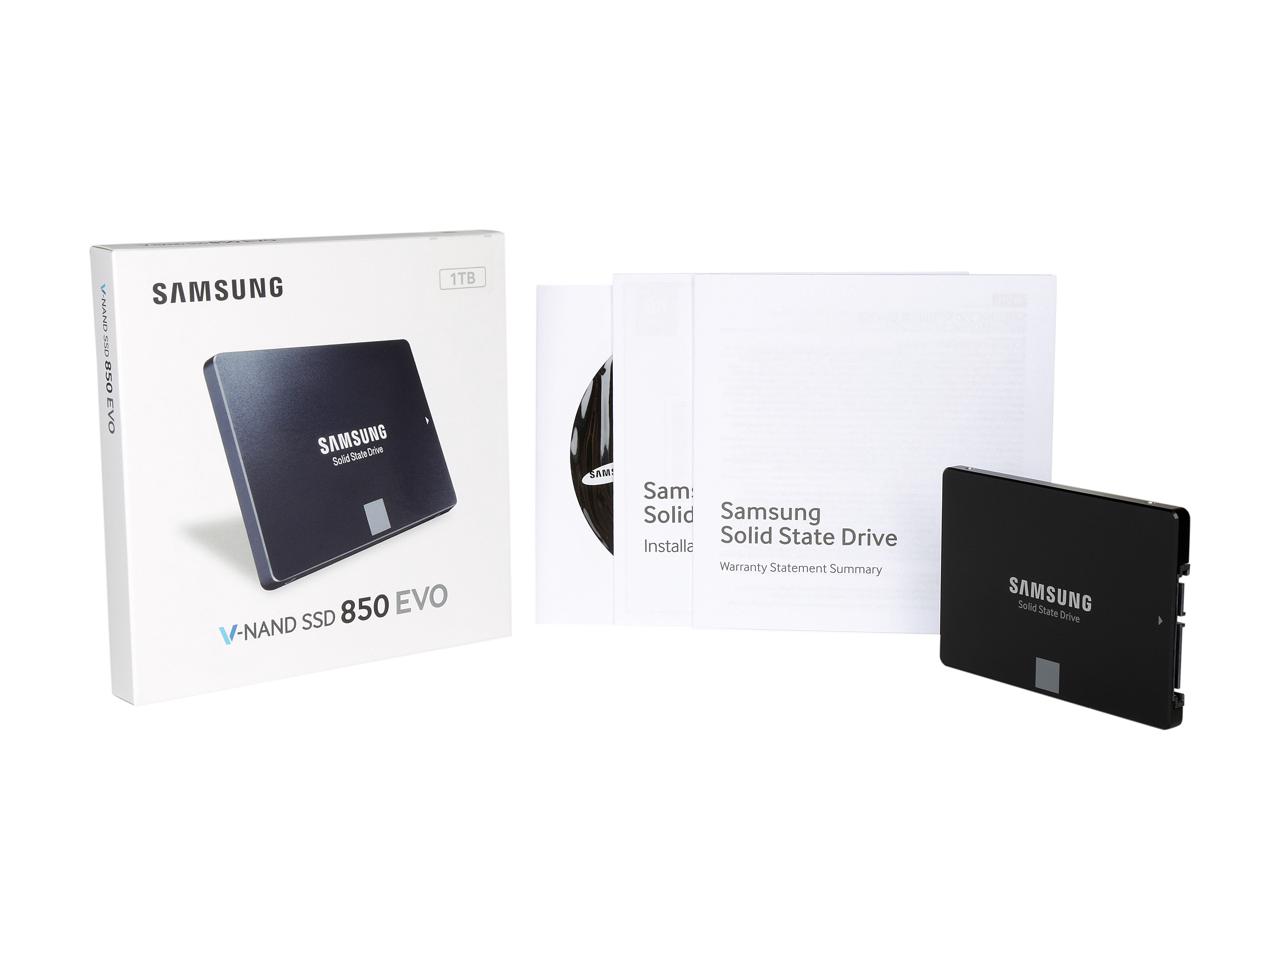 SAMSUNG
1TB
V-NAND SSD 850 EVO
SAMSUNG
Solid State Drive
V-NAND SSD 850 EVO
SAMS
Sams
Solid
Installa
Samsung
Solid State Drive
Warranty Statement Summary
SAMSUNG
Solid State Drive